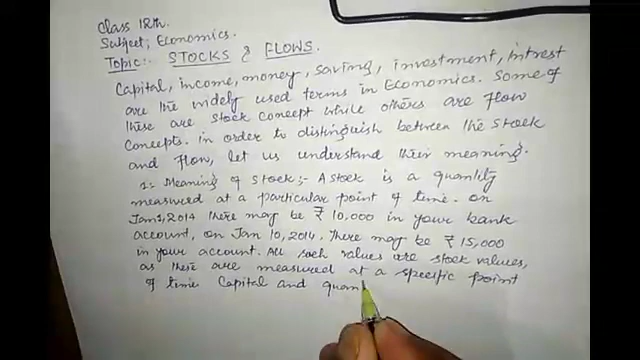 Class 12th.
Subject; Economics.
Topic:- STOCKS & FLOWS.
Capital, income, money, saving, investment, intrest
are the widely used terms in Economics. Some of
these are stock concept while others are flow
concepts. in order to distinguish between the stock
and flow, let us understand their meaning.
1:- Meaning of stock:- A stock is a quantity
measured at a particular point of time. on
Jan 1, 2014 there may be ₹ 10,000 in your bank
account, on Jan 10, 2014. There may be ₹ 15,000
in your account. All such values are stock values,
as these are measured at a specific point
of time Capital and quan